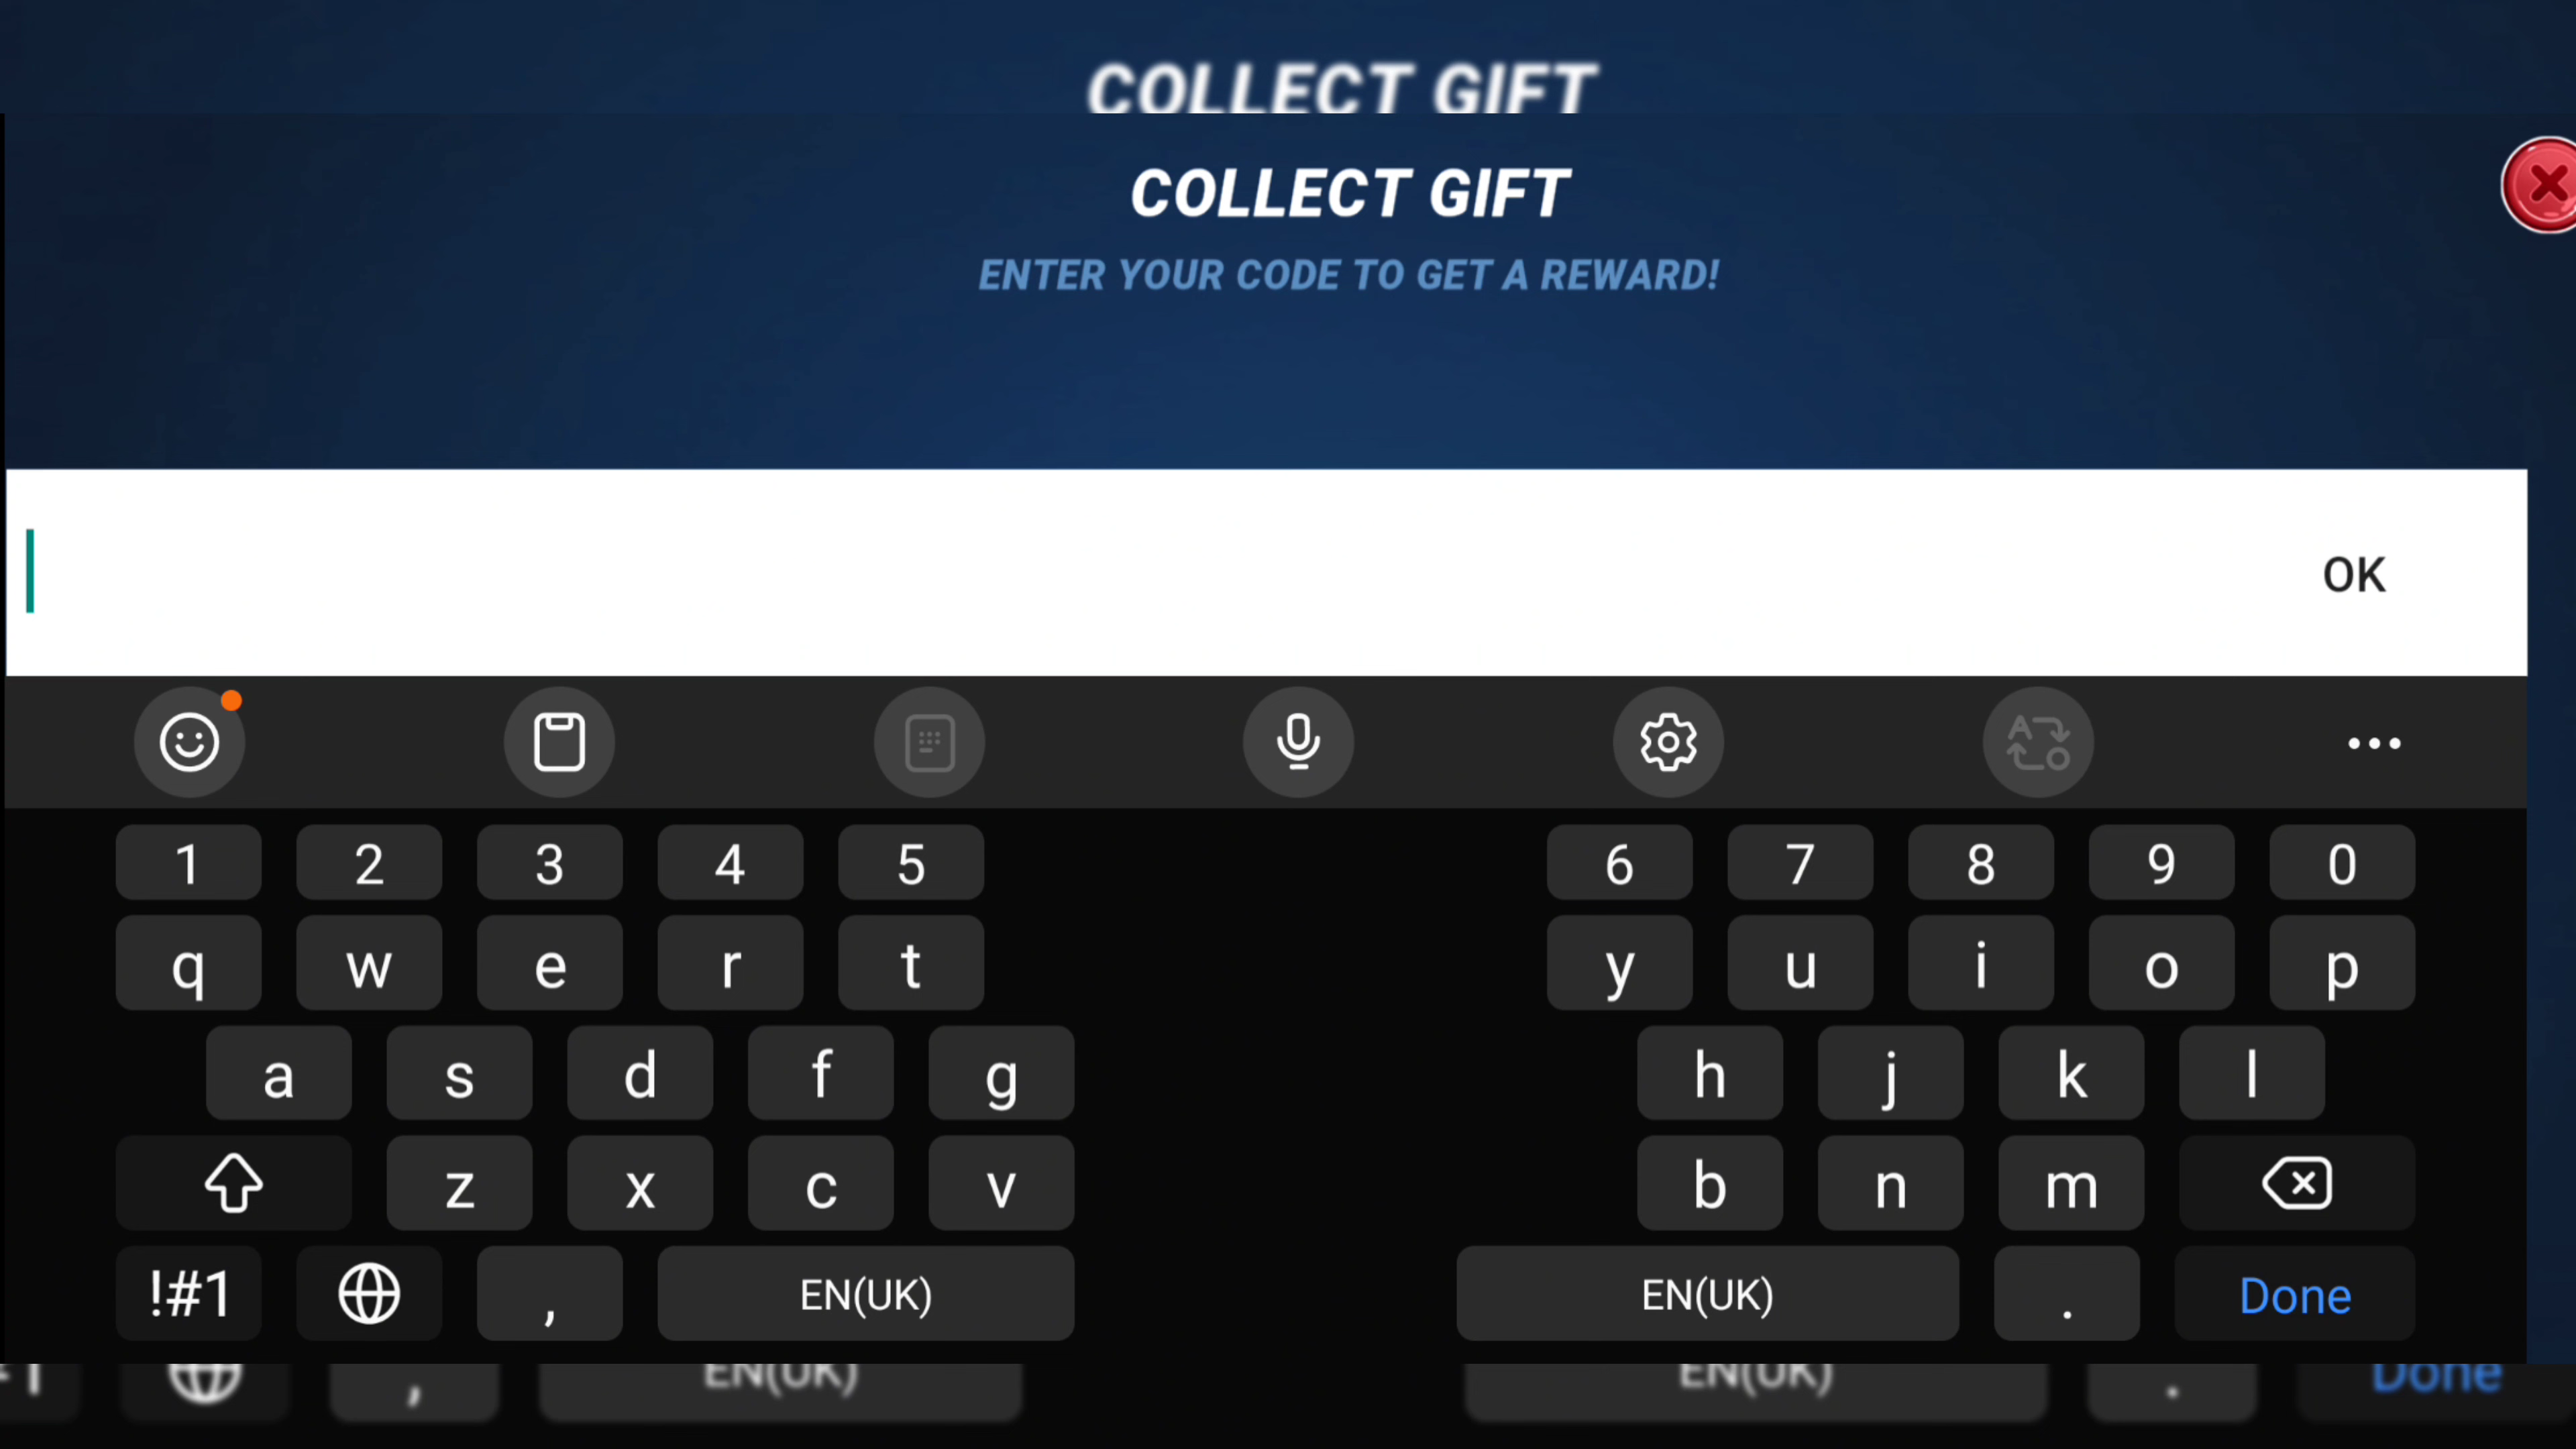 COLLECT GIFT
COLLECT GIFT
ENTER YOUR CODE TO GET A REWARD!
OK
1 2 3 4 5 6 7 8 9 0
q w e r t y u i o p
a s d f g h j k l
z x c v b n m
!#1 , EN(UK) EN(UK) . Done
, EN(UK) EN(UK) . Done